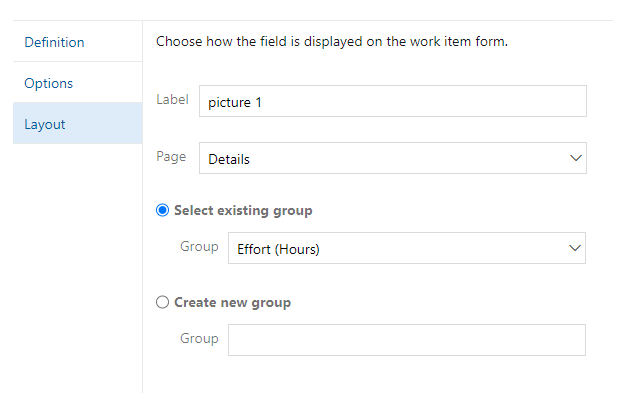 Definition
Options
Layout
Choose how the field is displayed on the work item form.
Label picture 1
Page Details
Select existing group
Group Effort (Hours)
Create new group
Group